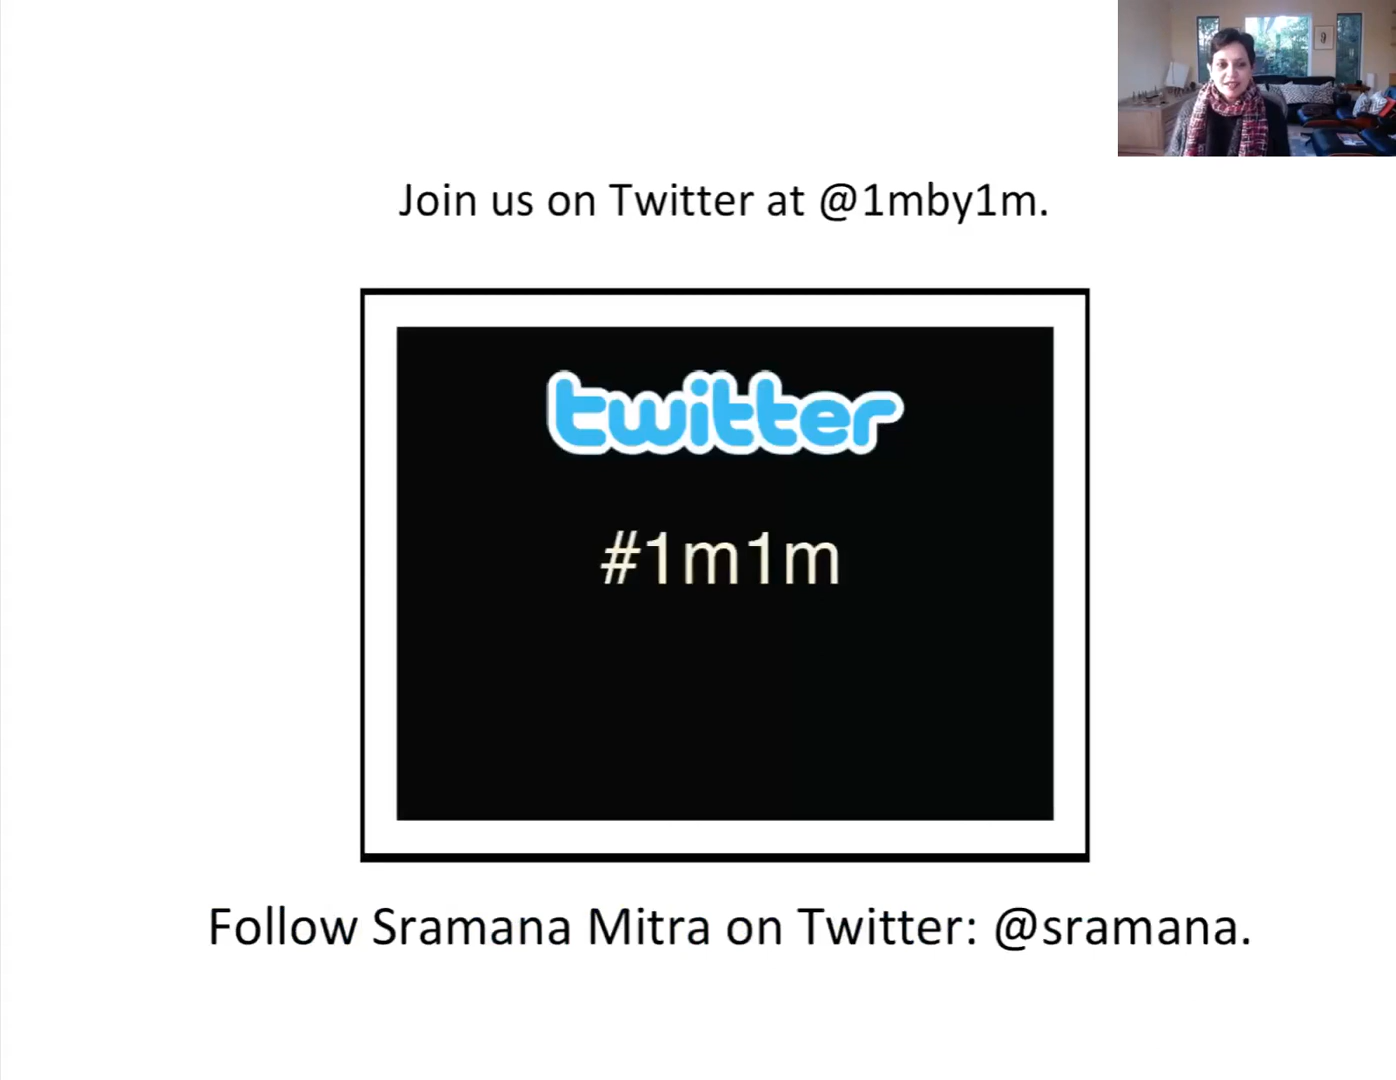 Join us on Twitter at @1mby1m.
twitter
#1m1m
Follow Sramana Mitra on Twitter: @sramana.